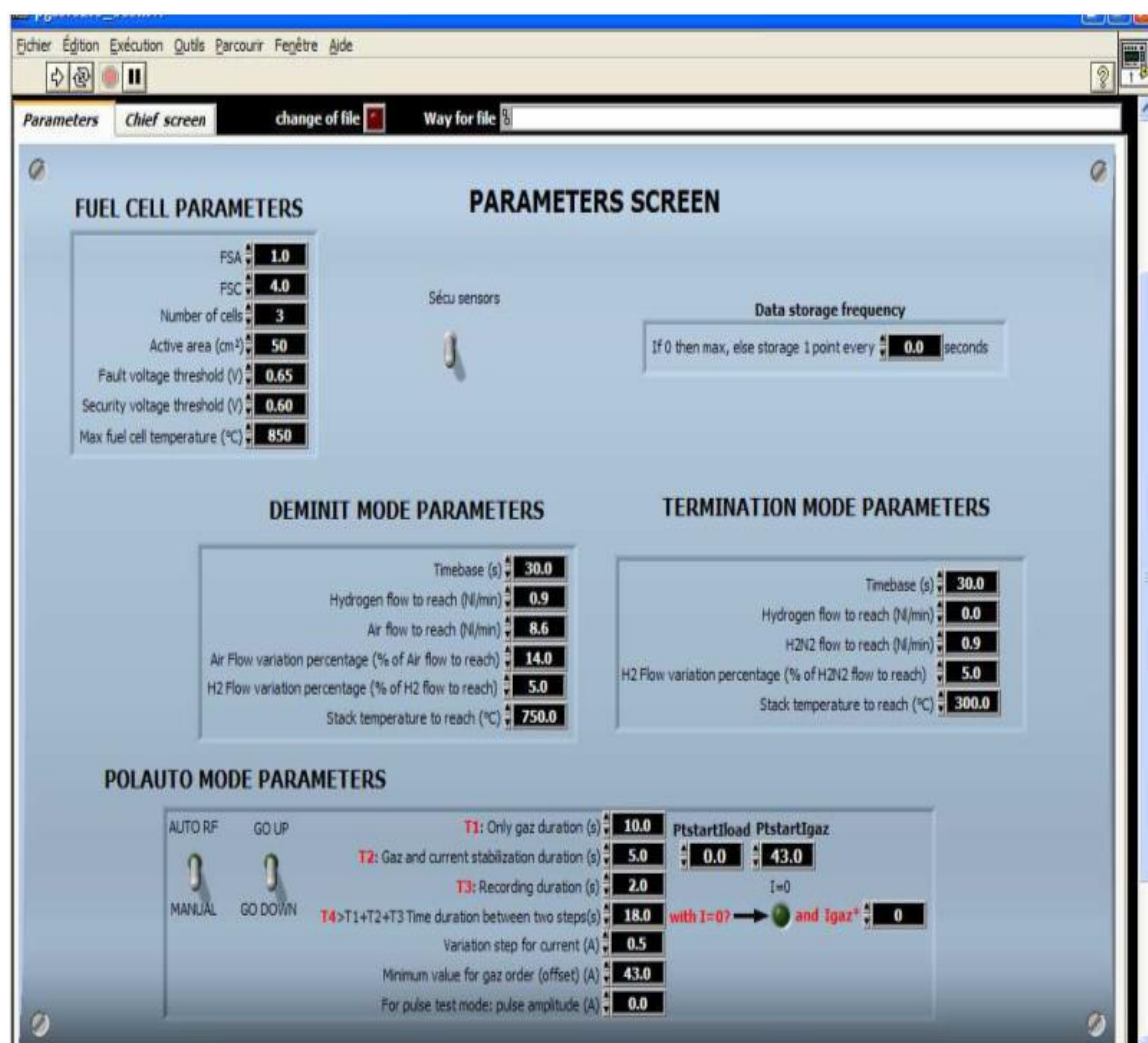 Fichier Édition Exécution Outils Parcourir Fenêtre Aide
Parameters Chief screen change of file Way for file
PARAMETERS SCREEN
FUEL CELL PARAMETERS
FSA 1.0
FSC 4.0
Number of cells 3
Active area (cm²) 50
Fault voltage threshold (V) 0.65
Security voltage threshold (V) 0.60
Max fuel cell temperature (°C) 850
Sécu sensors
Data storage frequency
If 0 then max, else storage 1 point every 0.0 seconds
DEMINIT MODE PARAMETERS
Timebase (s) 30.0
Hydrogen flow to reach (Nl/min) 0.9
Air flow to reach (Nl/min) 8.6
Air Flow variation percentage (% of Air flow to reach) 14.0
H2 Flow variation percentage (% of H2 flow to reach) 5.0
Stack temperature to reach (°C) 750.0
TERMINATION MODE PARAMETERS
Timebase (s) 30.0
Hydrogen flow to reach (Nl/min) 0.0
H2N2 flow to reach (Nl/min) 0.9
H2 Flow variation percentage (% of H2N2 flow to reach) 5.0
Stack temperature to reach (°C) 300.0
POLAUTO MODE PARAMETERS
AUTO RF GO UP
MANUAL GO DOWN
T1: Only gaz duration (s) 10.0
T2: Gaz and current stabilization duration (s) 5.0
T3: Recording duration (s) 2.0
T4>T1+T2+T3 Time duration between two steps(s) 18.0 with I=0? and Igaz* 0
Variation step for current (A) 0.5
Minimum value for gaz order (offset) (A) 43.0
For pulse test mode: pulse amplitude (A) 0.0
PtstartIload PtstartIgaz
0.0 43.0
I=0